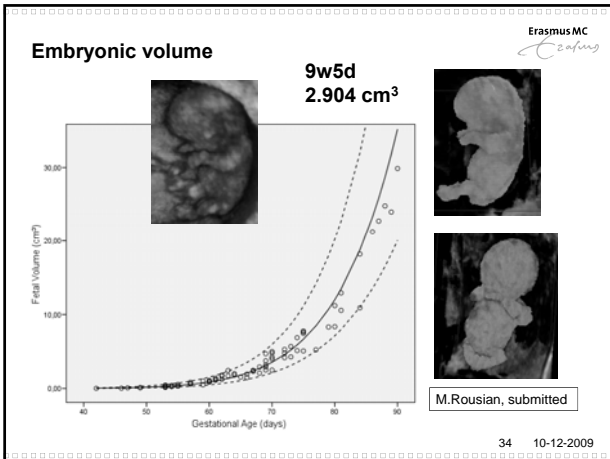 Erasmus MC
Erasmus
Embryonic volume
9w5d
2.904 cm³
Fetal Volume (cm³)
30,00
20,00
10,00
0,00
40
50
60
70
80
90
Gestational Age (days)
M.Rousian, submitted
34 10-12-2009